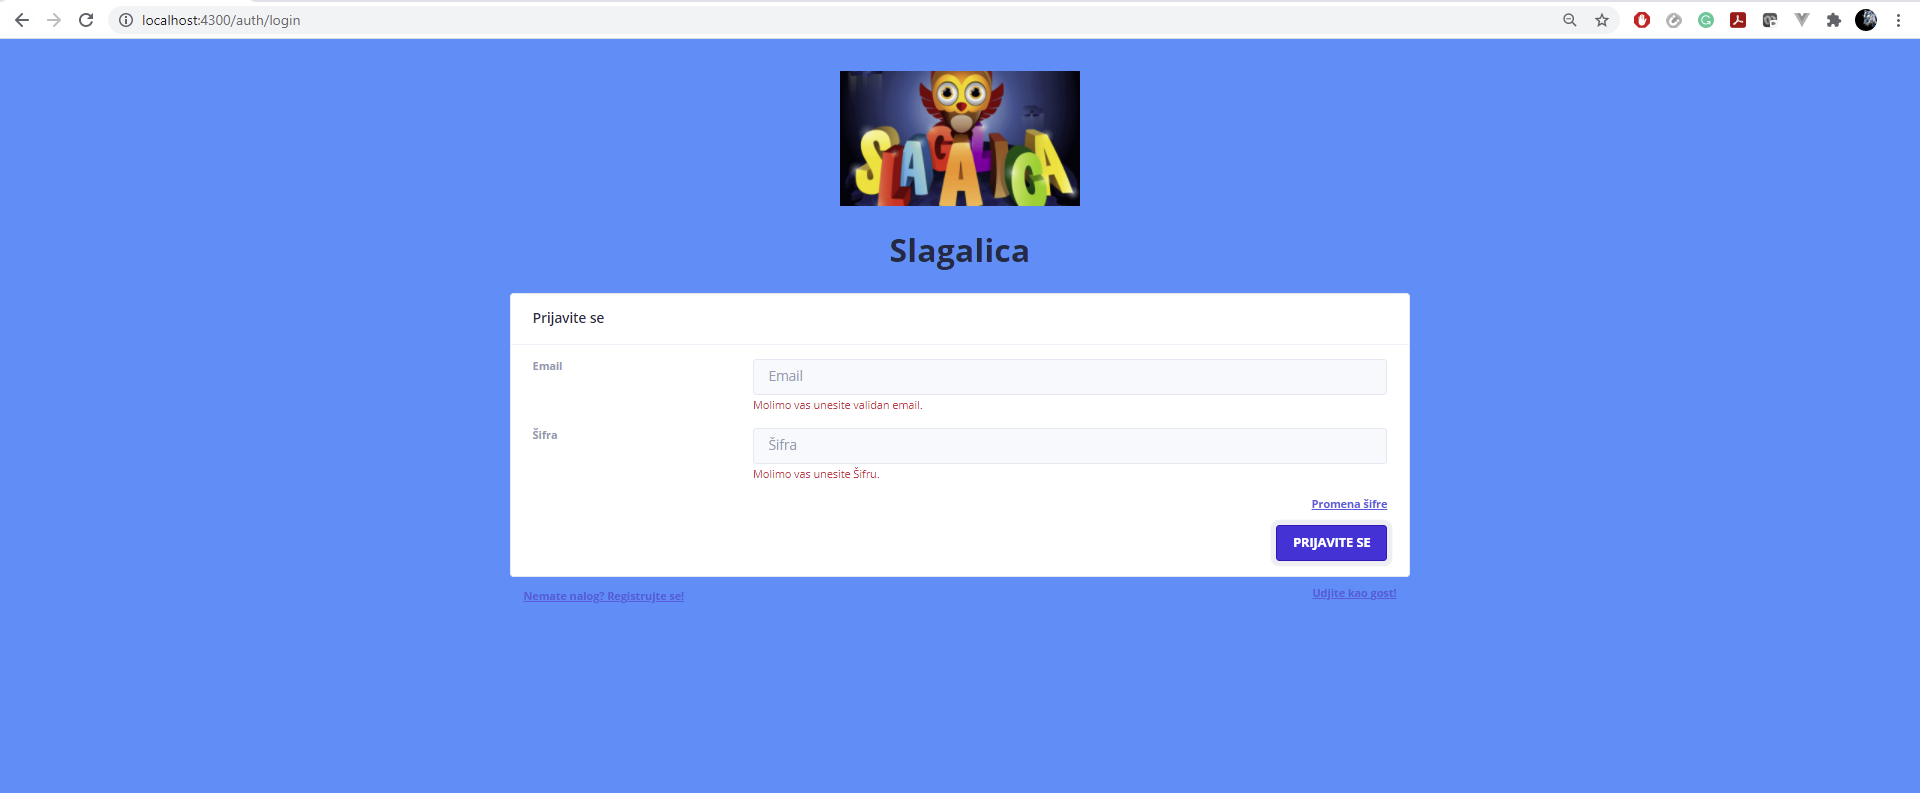 localhost:4300/auth/login
SLAGALICA
Slagalica
Prijavite se
Email
Email
Molimo vas unesite validan email.
Šifra
Šifra
Molimo vas unesite Šifru.
Promena šifre
PRIJAVITE SE
Nemate nalog? Registrujte se!
Udjite kao gost!